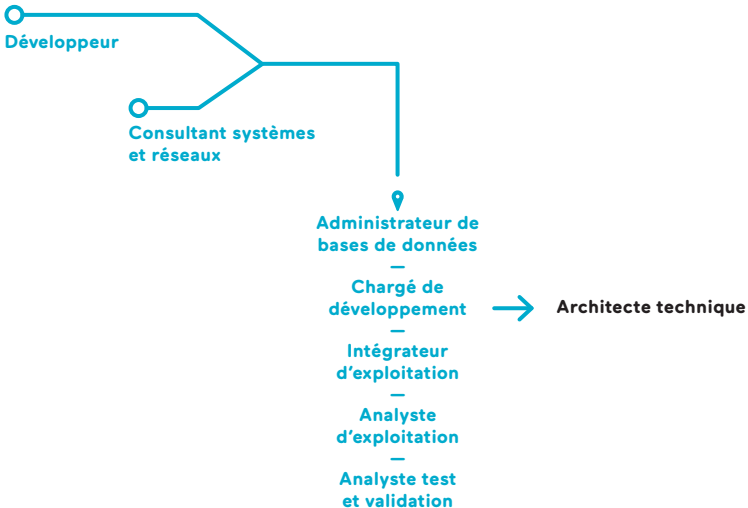 Développeur
Consultant systèmes
et réseaux
Administrateur de
bases de données
—
Chargé de
développement
Architecte technique
—
Intégrateur
d’exploitation
—
Analyste
d’exploitation
—
Analyste test
et validation